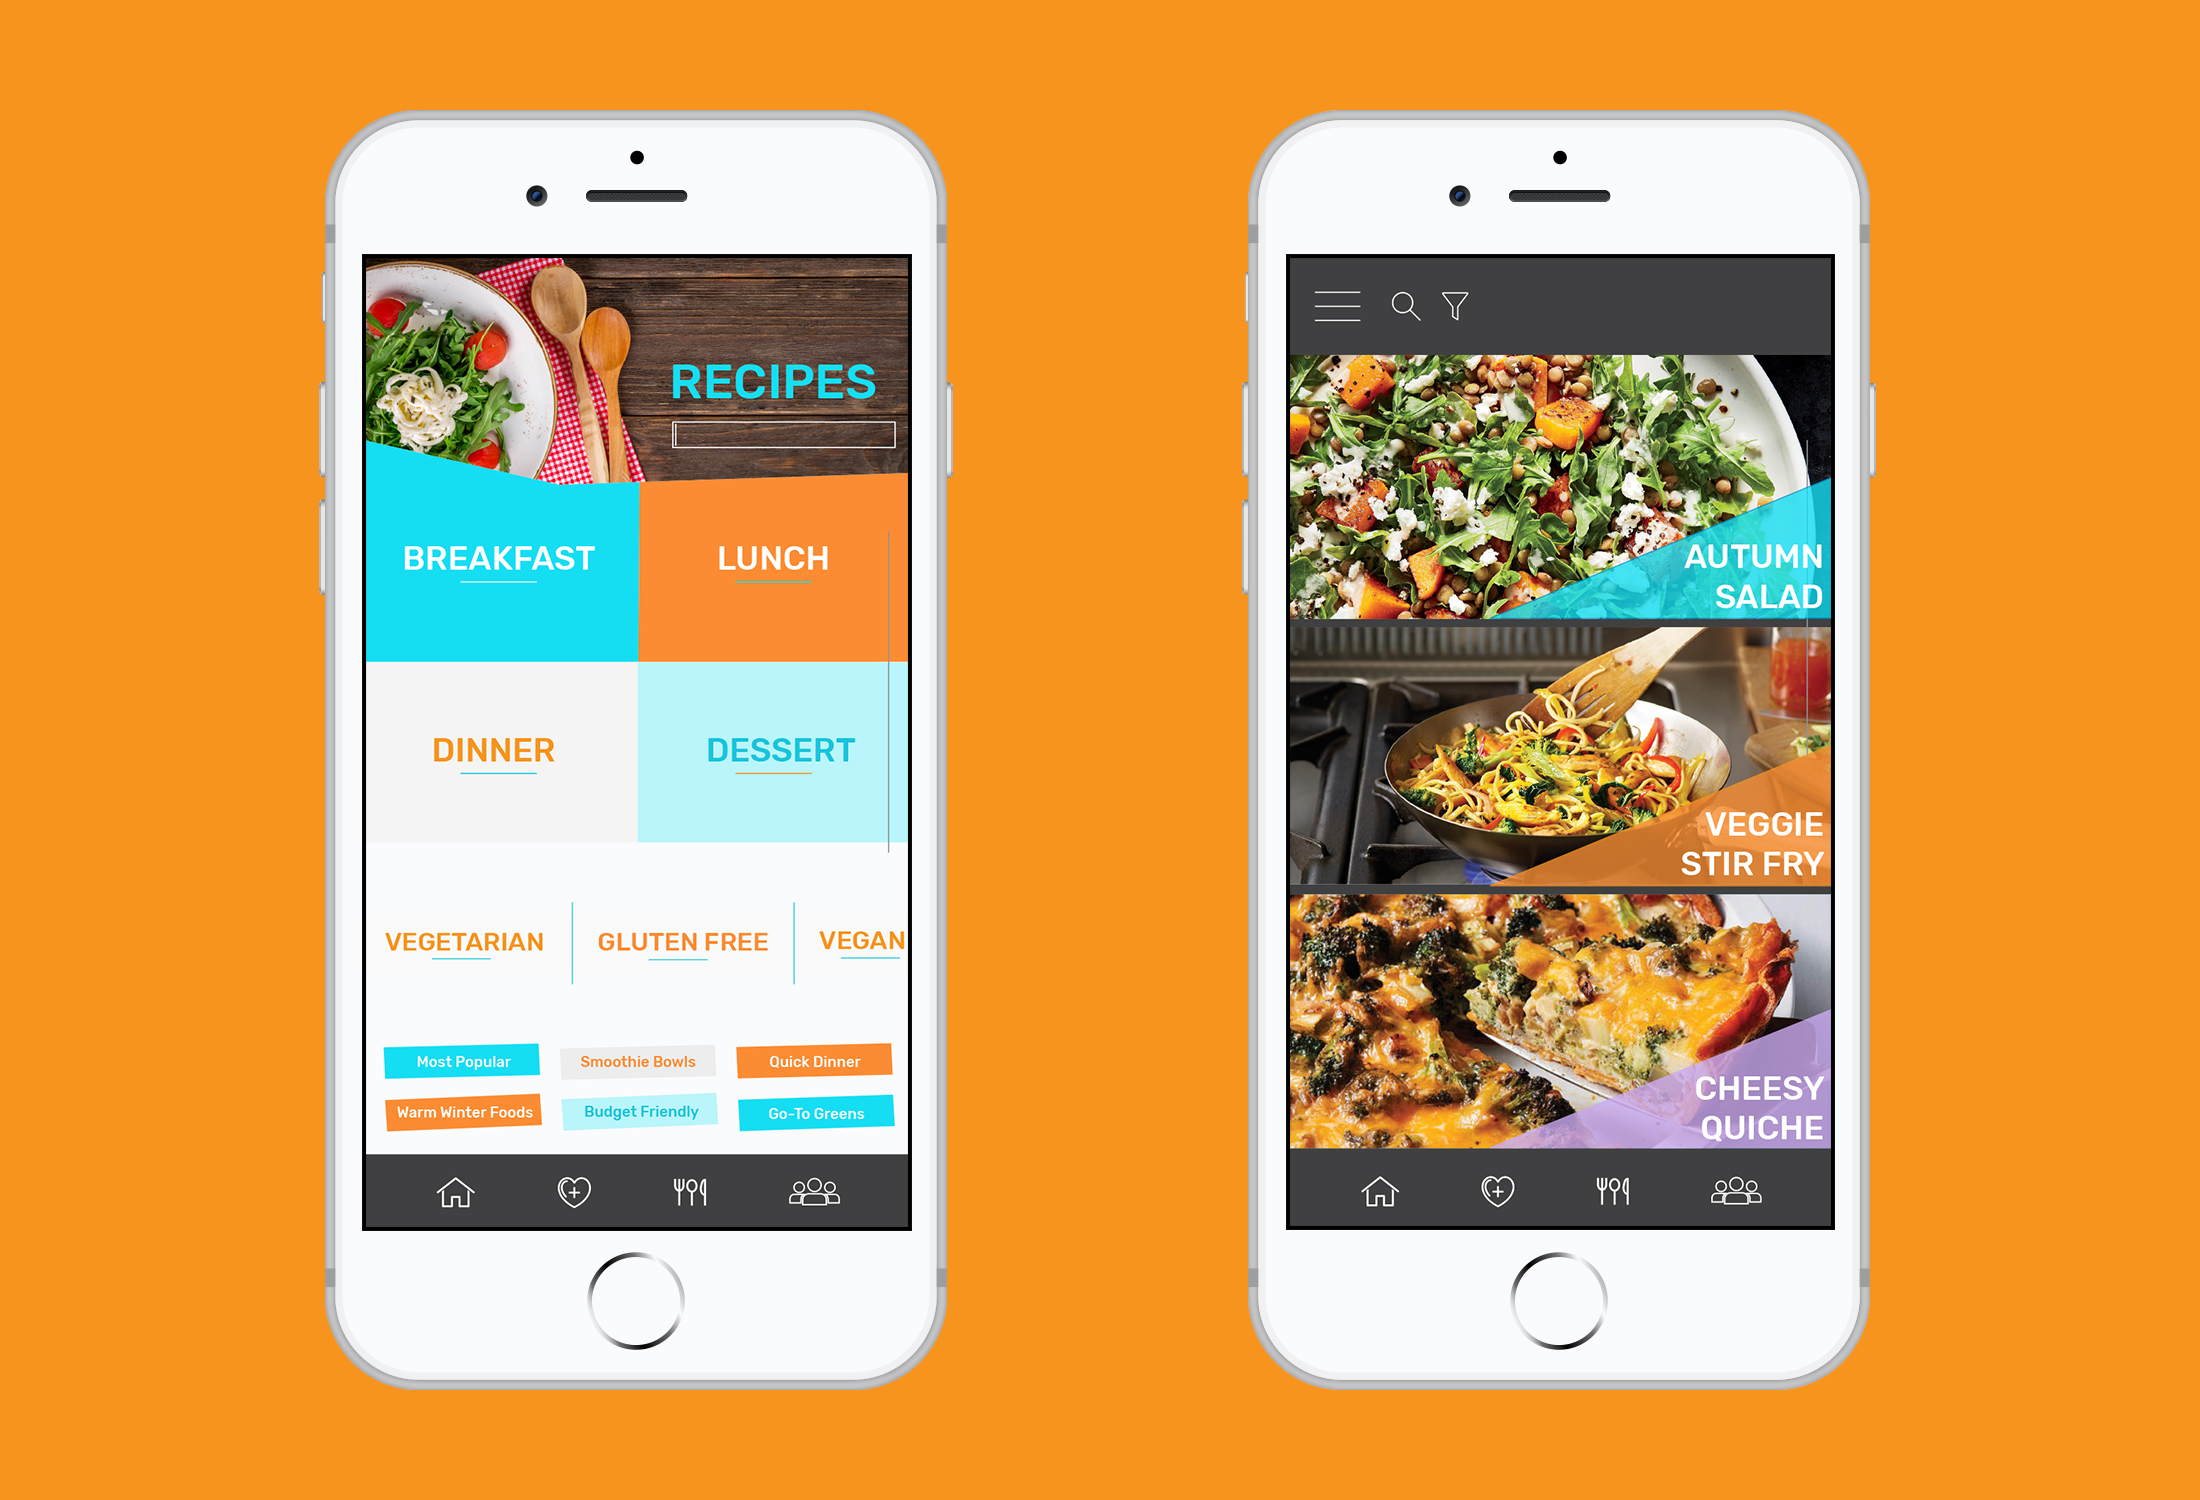 RECIPES
BREAKFAST
LUNCH
DINNER
DESSERT
VEGETARIAN
GLUTEN FREE
VEGAN
Most Popular
Smoothie Bowls
Quick Dinner
Warm Winter Foods
Budget Friendly
Go-To Greens
AUTUMN
SALAD
VEGGIE
STIR FRY
CHEESY
QUICHE